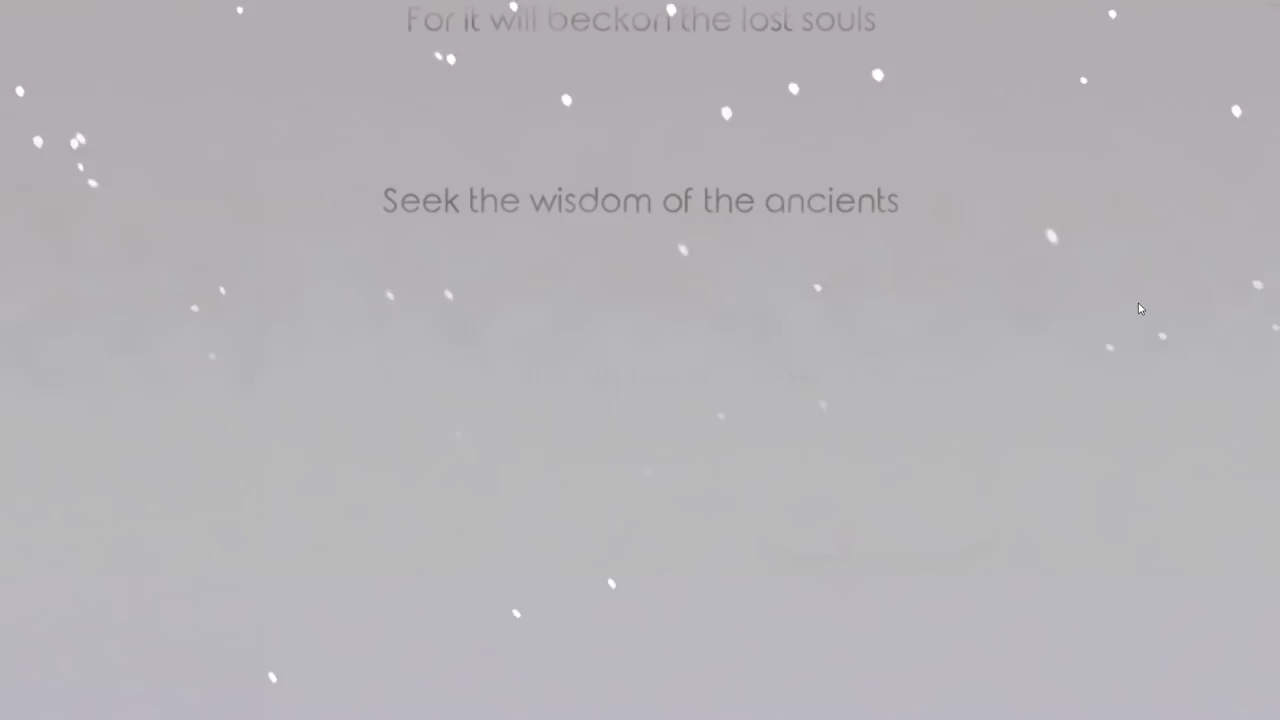 For it will beckon the lost souls
Seek the wisdom of the ancients